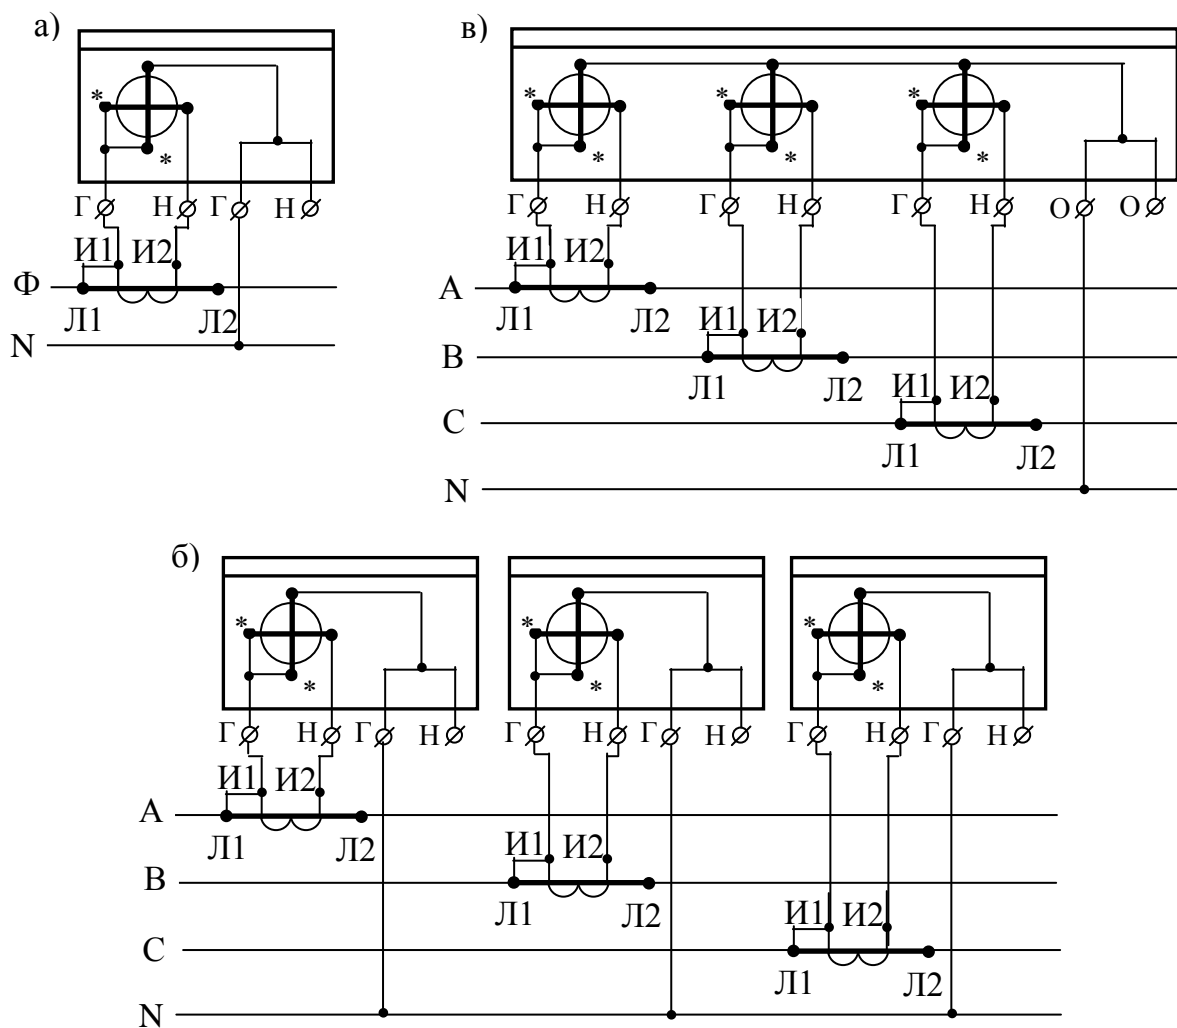 а)
* *
Г Н Г Н
И1 И2
Ф
Л1 Л2
N
в)
* * * * * *
Г Н Г Н Г Н О О
И1 И2
А
Л1 Л2 И1 И2
В
Л1 Л2 И1 И2
С
Л1 Л2
N
б)
* * * * * *
Г Н Г Н Г Н Г Н Г Н Г Н
И1 И2
А
Л1 Л2 И1 И2
В
Л1 Л2 И1 И2
С
Л1 Л2
N